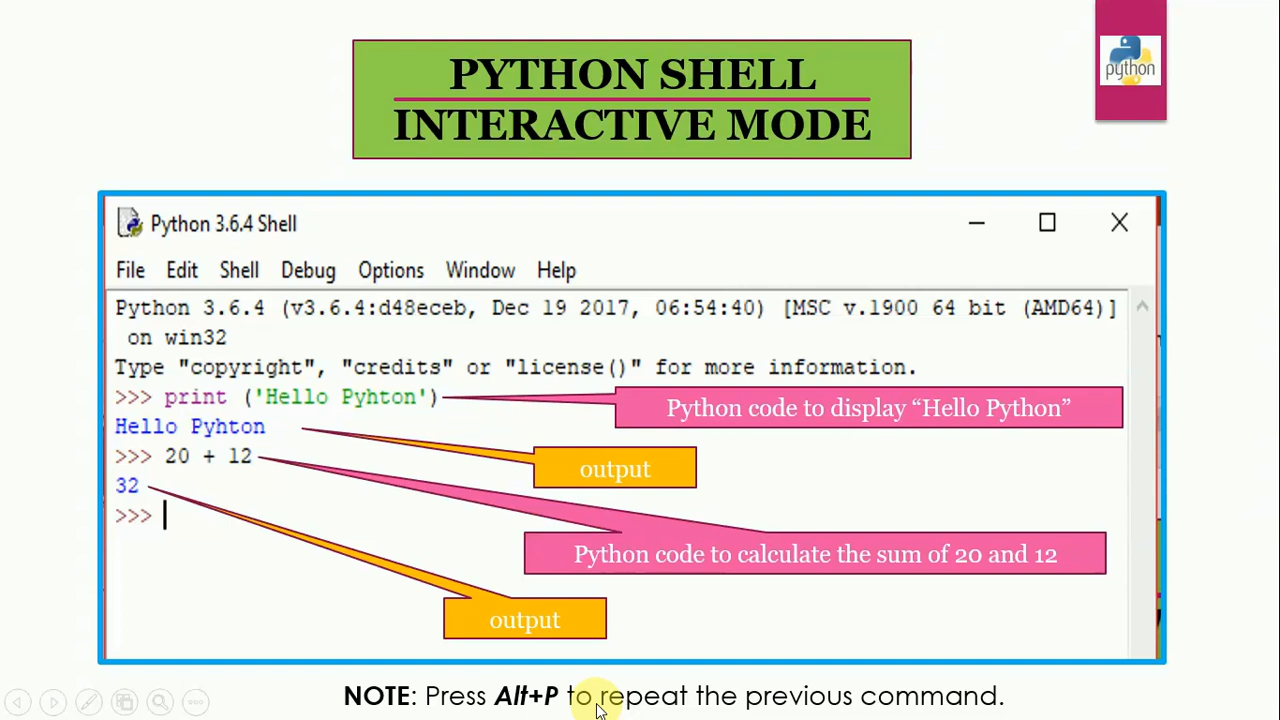 PYTHON SHELL
INTERACTIVE MODE
python
Python 3.6.4 Shell
File Edit Shell Debug Options Window Help
Python 3.6.4 (v3.6.4:d48eceb, Dec 19 2017, 06:54:40) [MSC v.1900 64 bit (AMD64)]
on win32
Type "copyright", "credits" or "license()" for more information.
>>> print ('Hello Pyhton')
Python code to display “Hello Python”
Hello Pyhton
output
>>> 20 + 12
Python code to calculate the sum of 20 and 12
32
output
>>>
NOTE: Press Alt+P to repeat the previous command.